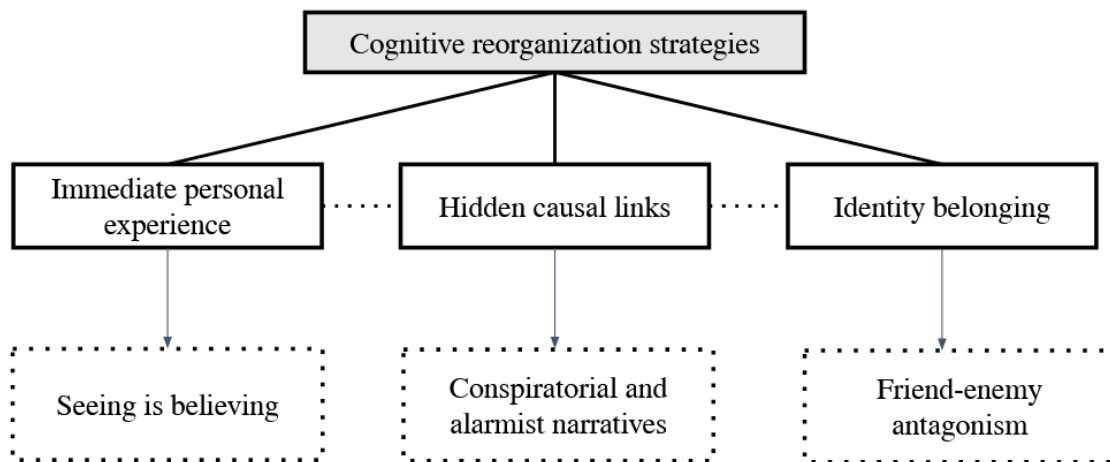 Cognitive reorganization strategies
Immediate personal
experience
Hidden causal links
Identity belonging
Seeing is believing
Conspiratorial and
alarmist narratives
Friend-enemy
antagonism